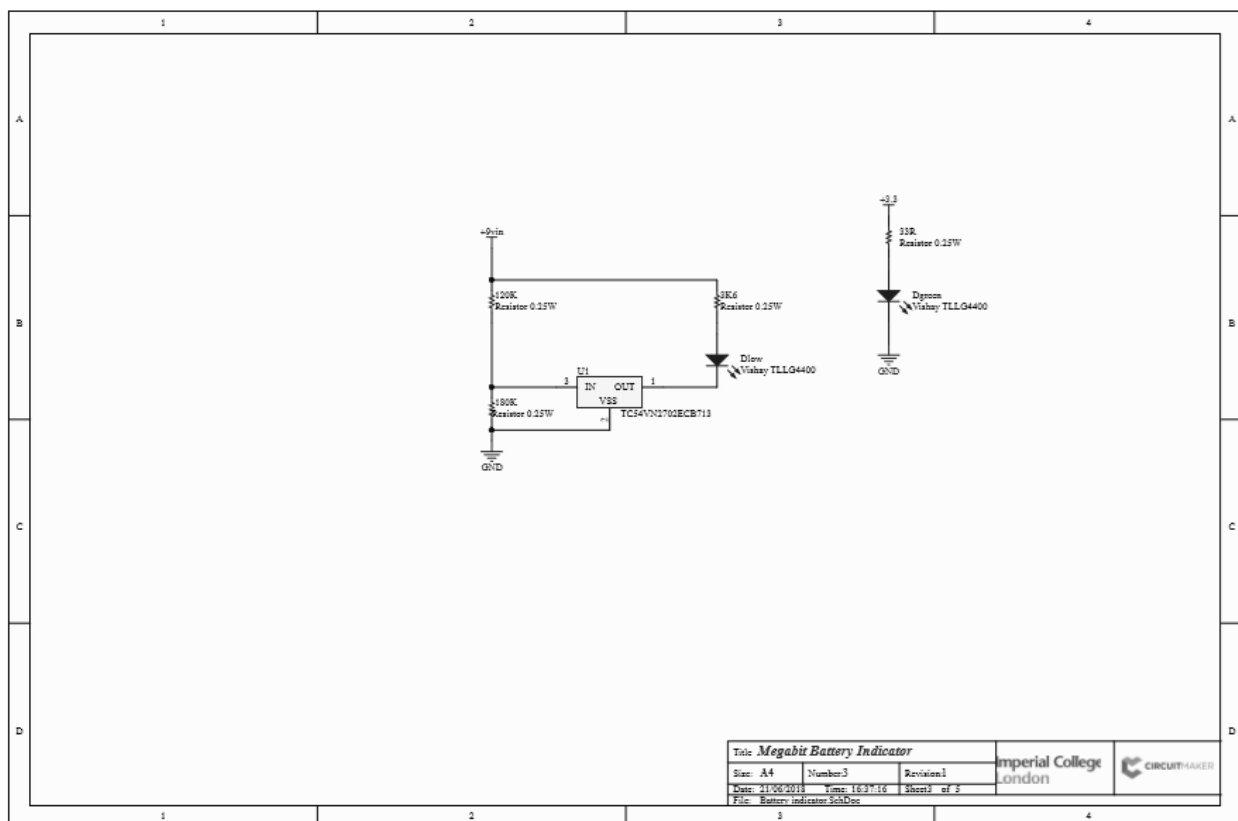 1 2 3 4
A A
+3.3
33R
Resistor 0.25W
+9vin
120K
Resistor 0.25W
3K6
Resistor 0.25W
Dgreen
Vishay TLLG4400
B B
Dlow
Vishay TLLG4400
U1
3 IN OUT 1
VSS
180K
Resistor 0.25W
TC54VN2702ECB713
2
GND
GND
C C
D D
Title Megabit Battery Indicator
Size: A4 Number:3 Revision:1
Date: 21/06/2018 Time: 16:37:16 Sheet3 of 5
File: Battery indicator.SchDoc
Imperial College
London
CIRCUITMAKER
1 2 3 4